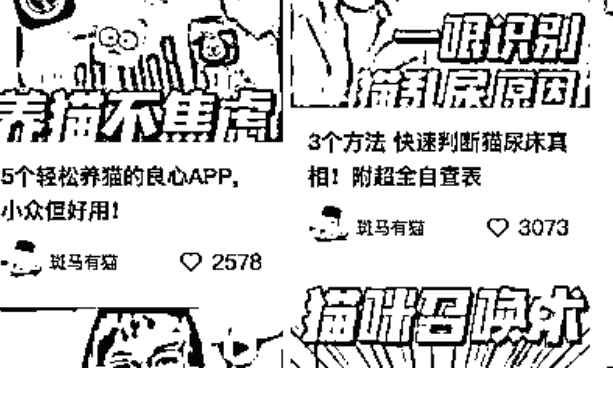 养猫不焦虑
5个轻松养猫的良心APP，
小众但好用！
斑马有猫
2578
一眼识别
猫乱尿原因
3个方法 快速判断猫尿床真
相！附超全自查表
斑马有猫
3073
猫咪召唤术